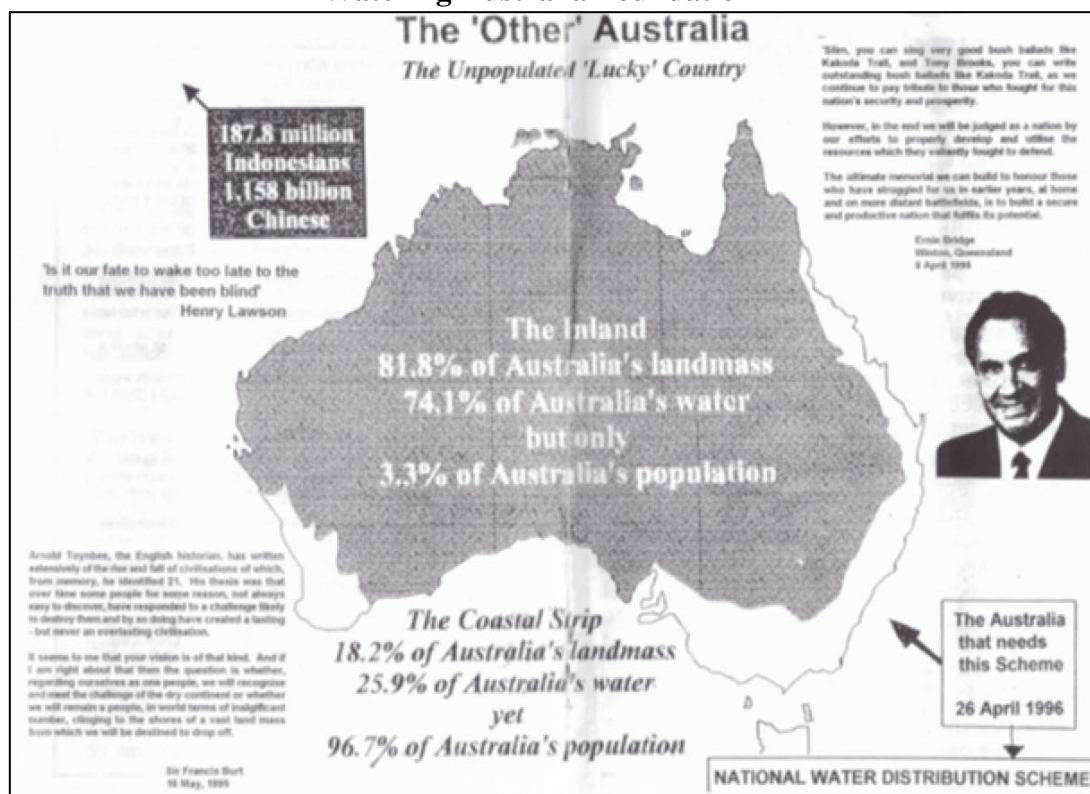 Watering Australia Foundation
The 'Other' Australia
The Unpopulated 'Lucky' Country
187.8 million
Indonesians
1.158 billion
Chinese
'Slim, you can sing very good bush ballads like
Kakoda Trail, and Tony Brooks, you can write
outstanding bush ballads like Kakoda Trail, as we
continue to pay tribute to those who fought for this
nation's security and prosperity.
However, in the end we will be judged as a nation by
our efforts to properly develop and utilise the
resources which they valiantly fought to defend.
The ultimate memorial we can build to honour those
who have struggled for us in earlier years, at home
and on more distant battlefields, is to build a secure
and productive nation that fulfils its potential.
Ernie Bridge
Winton, Queensland
April 1995
'Is it our fate to wake too late to the
truth that we have been blind'
Henry Lawson
The Inland
81.8% of Australia's landmass
74.1% of Australia's water
but only
3.3% of Australia's population
Arnold Toynbee, the English historian, has written
extensively of the rise and fall of civilisations of which,
from memory, he identified 21. His thesis was that
over time some people for some reason, not always
easy to discover, have responded to a challenge likely
to destroy them and by so doing have created a lasting
- but never an everlasting civilisation.
It seems to me that your vision is of that kind. And if
I am right about that then the question is whether,
regarding ourselves as one people, we will recognise
and meet the challenge of the dry continent or whether
we will remain a people, in world terms of insigificant
number, clinging to the shores of a vast land mass
from which we will be destined to drop off.
Sir Francis Burt
16 May, 1995
The Coastal Strip
18.2% of Australia's landmass
25.9% of Australia's water
yet
96.7% of Australia's population
The Australia
that needs
this Scheme
26 April 1996
NATIONAL WATER DISTRIBUTION SCHEME